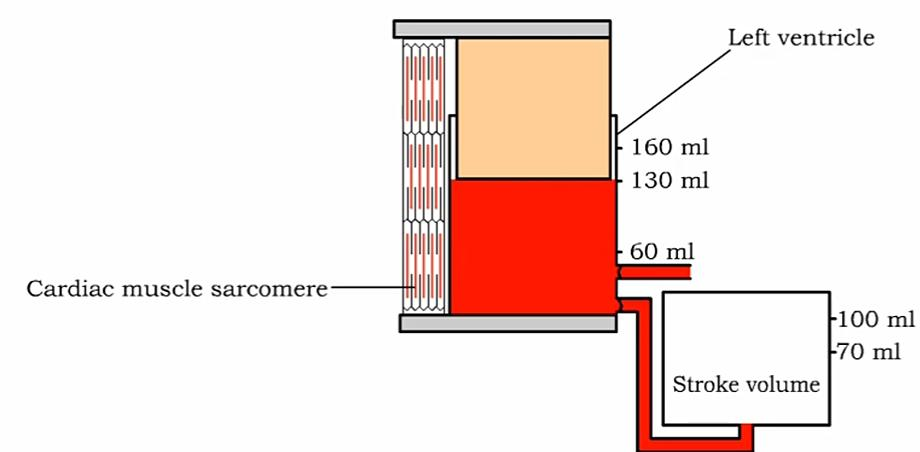 Left ventricle
160 ml
130 ml
60 ml
Cardiac muscle sarcomere
100 ml
70 ml
Stroke volume